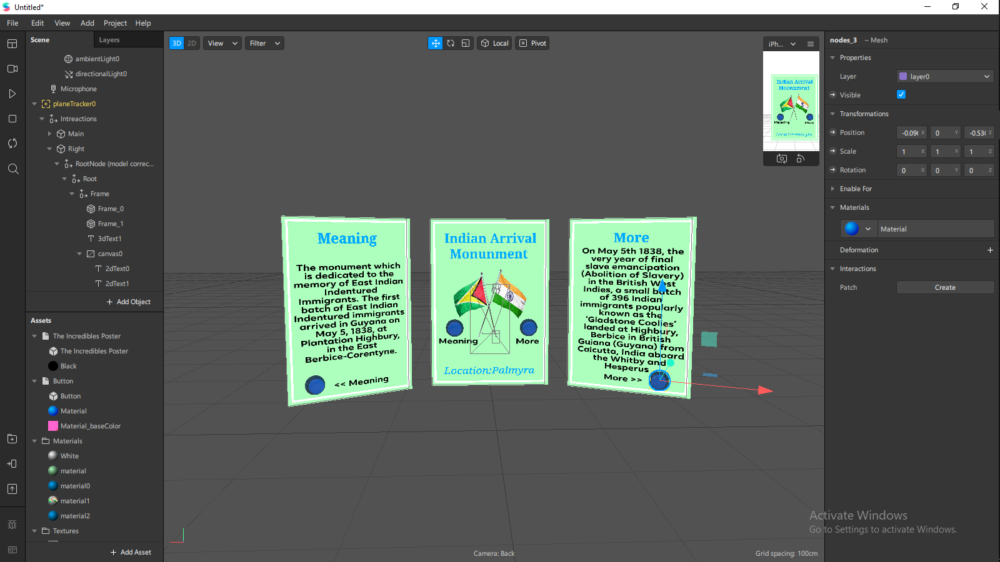 Untitled*
File Edit View Add Project Help
Scene
Layers
ambientLight0
directionalLight0
Microphone
planeTracker0
Intreactions
Main
Right
RootNode (model correc...
Root
Frame
Frame_0
Frame_1
3dText1
canvas0
2dText0
2dText1
+ Add Object
Assets
The Incredibles Poster
The Incredibles Poster
Black
Button
Button
Material
Material_baseColor
Materials
White
material
material0
material1
material2
Textures
+ Add Asset
3D 2D View Filter
Local Pivot
iPh...
Indian Arrival
Monunment
Meaning More
Location:Palmyra
Meaning
The monument which
is dedicated to the
memory of East Indian
Indentured
Immigrants. The first
batch of East Indian
Indentured immigrants
arrived in Guyana on
May 5, 1838, at
Plantation Highbury,
in the East
Berbice-Corentyne.
<< Meaning
Indian Arrival
Monunment
Meaning More
Location:Palmyra
More
On May 5th 1838, the
very year of final
slave emancipation
(Abolition of Slavery)
in the British West
Indies, a small batch
of 396 Indian
immigrants popularly
known as the
‘Gladstone Coolies’
landed at Highbury,
Berbice in British
Guiana (Guyana) from
Calcutta, India aboard
the Whitby and
Hesperus
More >>
Camera: Back
Grid spacing: 100cm
nodes_3 – Mesh
Properties
Layer layer0
Visible
Transformations
Position -0.09 X 0 Y -0.53 Z
Scale 1 X 1 Y 1 Z
Rotation 0 X 0 Y 0 Z
Enable For
Materials
Material
Deformation +
Interactions
Patch Create
Activate Windows
Go to Settings to activate Windows.